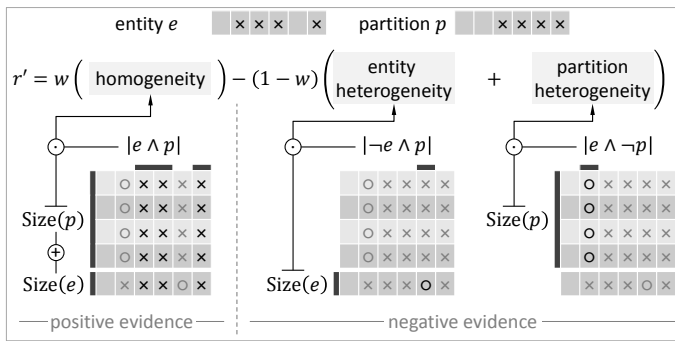 entity e × × × × partition p × × × ×
r′ = w ( homogeneity ) − (1 − w) ( entity heterogeneity + partition heterogeneity )
|e ∧ p| |¬e ∧ p| |e ∧ ¬p|
○ × × × × ○ × × × × ○ × × × ×
○ × × × × ○ × × × × ○ × × × ×
Size(p) ○ × × × × ○ × × × × Size(p) ○ × × × ×
+ ○ × × × × ○ × × × × ○ × × × ×
Size(e) × × × ○ × Size(e) × × × ○ × × × × ○ ×
positive evidence negative evidence